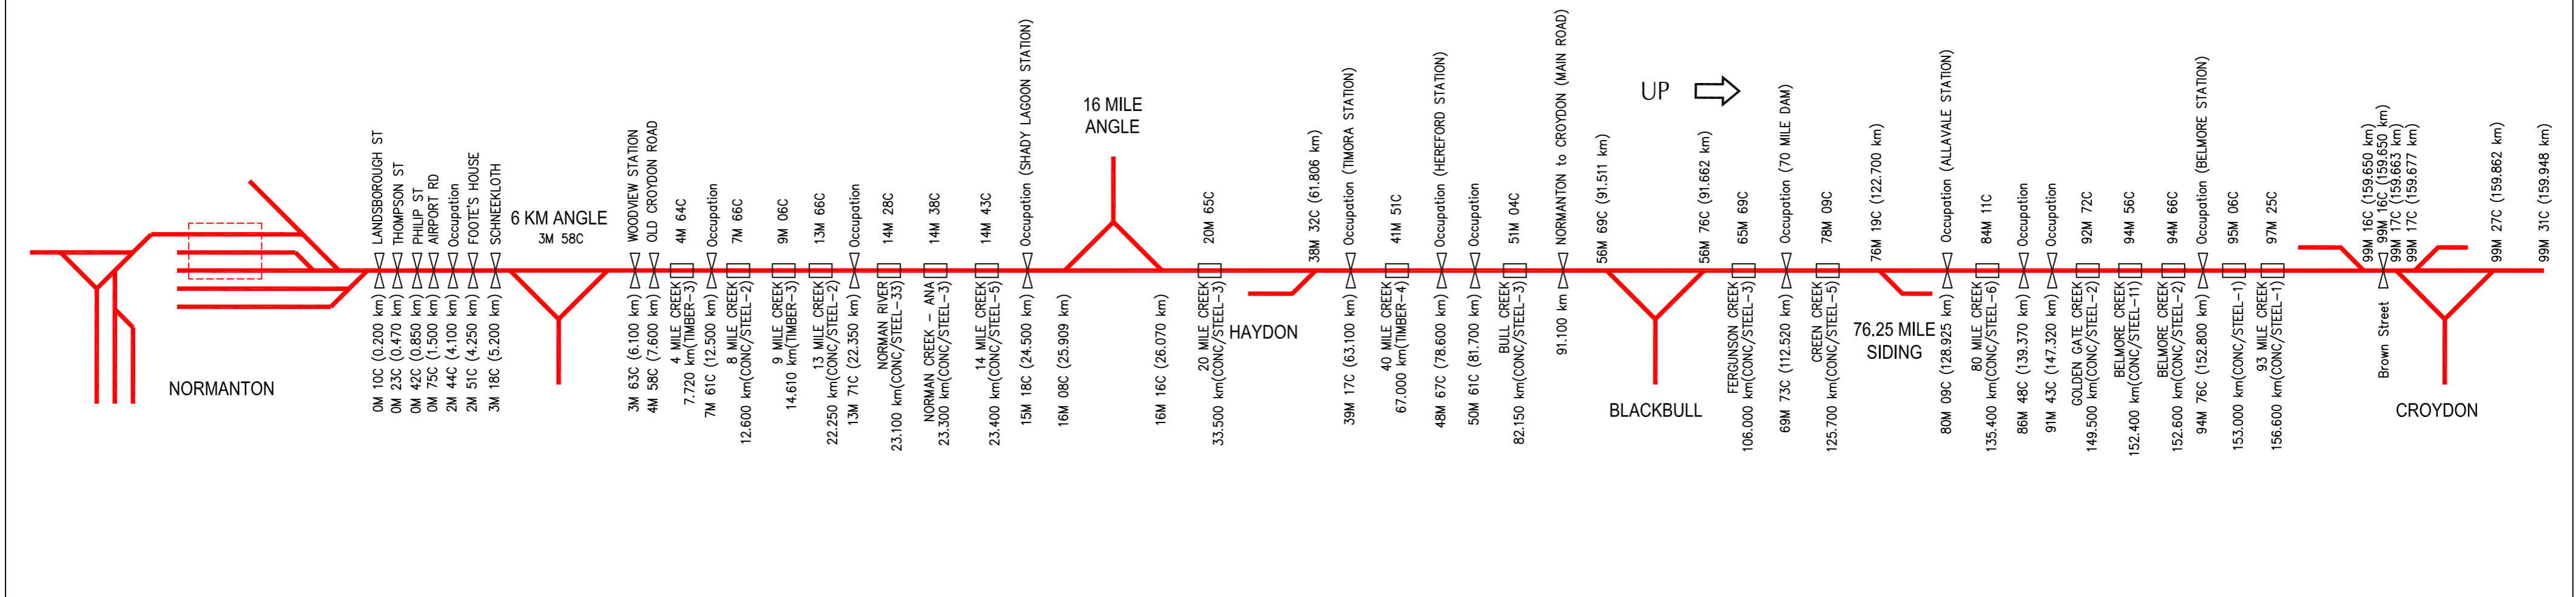 NORMANTON
LANDSBOROUGH ST
0M 10C (0.200 km)
THOMPSON ST
0M 23C (0.470 km)
PHILIP ST
0M 42C (0.850 km)
AIRPORT RD
0M 75C (1.500 km)
Occupation
2M 44C (4.100 km)
FOOTE'S HOUSE
2M 51C (4.250 km)
SCHNEEKLOTH
3M 18C (5.200 km)
6 KM ANGLE
3M 58C
WOODVIEW STATION
3M 63C (6.100 km)
OLD CROYDON ROAD
4M 58C (7.600 km)
4M 64C
4 MILE CREEK
7.720 km(TIMBER-3)
Occupation
7M 61C (12.500 km)
7M 66C
8 MILE CREEK
12.600 km(CONC/STEEL-2)
9M 06C
9 MILE CREEK
14.610 km(TIMBER-3)
13M 66C
13 MILE CREEK
22.250 km(CONC/STEEL-2)
Occupation
13M 71C (22.350 km)
14M 28C
NORMAN RIVER
23.100 km(CONC/STEEL-33)
14M 38C
NORMAN CREEK - ANA
23.300 km(CONC/STEEL-3)
14M 43C
14 MILE CREEK
23.400 km(CONC/STEEL-5)
Occupation (SHADY LAGOON STATION)
15M 18C (24.500 km)
16M 08C (25.909 km)
16 MILE
ANGLE
16M 16C (26.070 km)
20M 65C
20 MILE CREEK
33.500 km(CONC/STEEL-3)
HAYDON
38M 32C (61.806 km)
Occupation (TIMORA STATION)
39M 17C (63.100 km)
41M 51C
40 MILE CREEK
67.000 km(TIMBER-4)
Occupation (HEREFORD STATION)
48M 67C (78.600 km)
Occupation
50M 61C (81.700 km)
51M 04C
BULL CREEK
82.150 km(CONC/STEEL-3)
NORMANTON to CROYDON (MAIN ROAD)
91.100 km
56M 69C (91.511 km)
BLACKBULL
UP
56M 76C (91.662 km)
65M 69C
FERGUNSON CREEK
106.000 km(CONC/STEEL-3)
Occupation (70 MILE DAM)
69M 73C (112.520 km)
78M 09C
CREEN CREEK
125.700 km(CONC/STEEL-5)
76M 19C (122.700 km)
76.25 MILE
SIDING
Occupation (ALLAVALE STATION)
80M 09C (128.925 km)
84M 11C
80 MILE CREEK
135.400 km(CONC/STEEL-6)
Occupation
86M 48C (139.370 km)
Occupation
91M 43C (147.320 km)
92M 72C
GOLDEN GATE CREEK
149.500 km(CONC/STEEL-2)
94M 56C
BELMORE CREEK
152.400 km(CONC/STEEL-11)
94M 66C
BELMORE CREEK
152.600 km(CONC/STEEL-2)
Occupation (BELMORE STATION)
94M 76C (152.800 km)
95M 06C
153.000 km(CONC/STEEL-1)
97M 25C
93 MILE CREEK
156.600 km(CONC/STEEL-1)
99M 16C (159.650 km)
99M 16C (159.650 km)
Brown Street
99M 17C (159.663 km)
99M 17C (159.677 km)
CROYDON
99M 27C (159.862 km)
99M 31C (159.948 km)